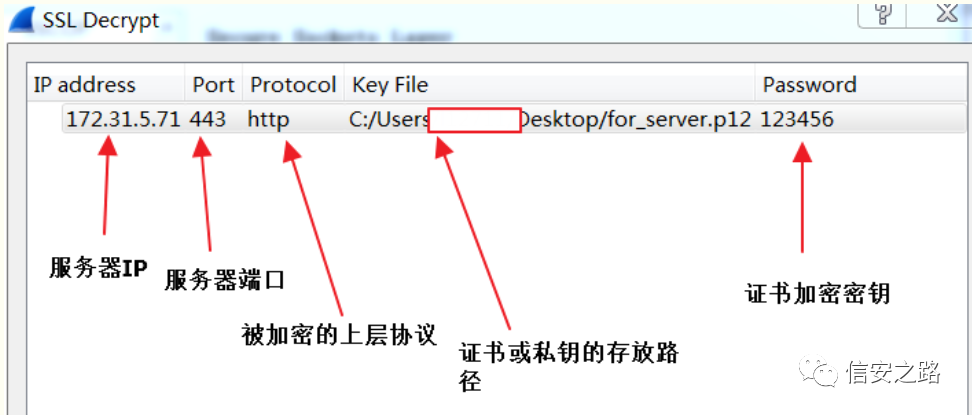 SSL Decrypt
Secure Sockets Layer
IP address Port Protocol Key File Password
172.31.5.71 443 http C:/Users Desktop/for_server.p12 123456
服务器IP
服务器端口
被加密的上层协议
证书或私钥的存放路
径
证书加密密钥
信安之路